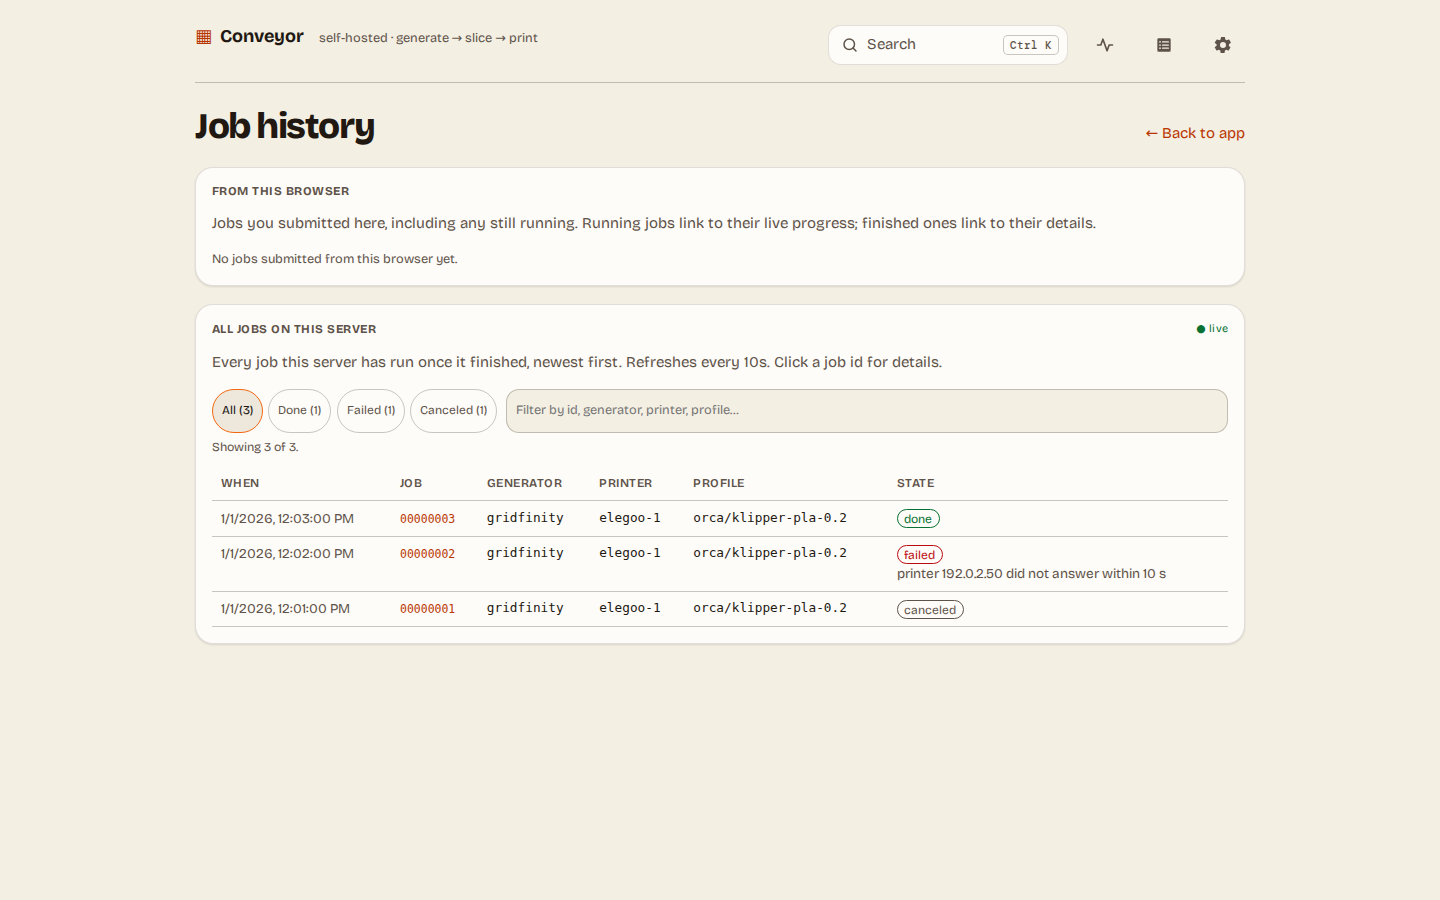 Conveyor self-hosted · generate → slice → print
Search Ctrl K
Job history
← Back to app
FROM THIS BROWSER
Jobs you submitted here, including any still running. Running jobs link to their live progress; finished ones link to their details.
No jobs submitted from this browser yet.
ALL JOBS ON THIS SERVER
● live
Every job this server has run once it finished, newest first. Refreshes every 10s. Click a job id for details.
All (3) Done (1) Failed (1) Canceled (1) Filter by id, generator, printer, profile...
Showing 3 of 3.
WHEN JOB GENERATOR PRINTER PROFILE STATE
1/1/2026, 12:03:00 PM 00000003 gridfinity elegoo-1 orca/klipper-pla-0.2 done
1/1/2026, 12:02:00 PM 00000002 gridfinity elegoo-1 orca/klipper-pla-0.2 failed
printer 192.0.2.50 did not answer within 10 s
1/1/2026, 12:01:00 PM 00000001 gridfinity elegoo-1 orca/klipper-pla-0.2 canceled